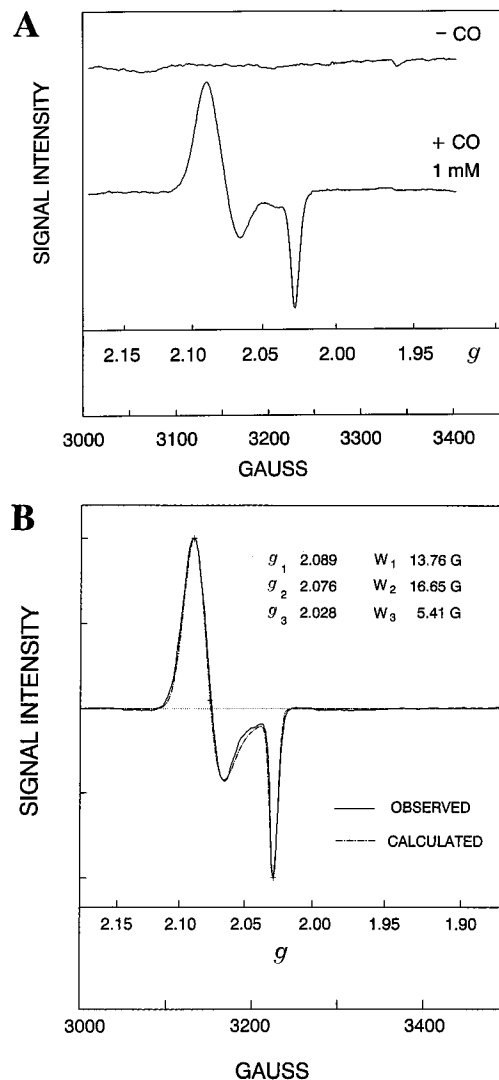 A
SIGNAL INTENSITY
– CO
+ CO
1 mM
2.15 2.10 2.05 2.00 1.95 g
3000 3100 3200 3300 3400
GAUSS
B
SIGNAL INTENSITY
g1 2.089 W1 13.76 G
g2 2.076 W2 16.65 G
g3 2.028 W3 5.41 G
OBSERVED
CALCULATED
2.15 2.10 2.05 2.00 1.95 1.90
g
3000 3200 3400
GAUSS